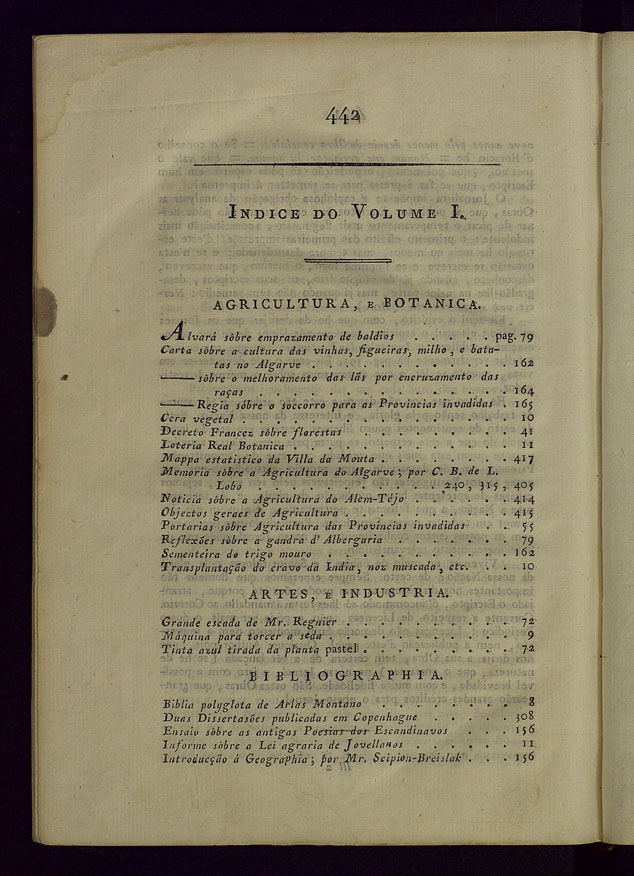 442
INDICE DO VOLUME I.
AGRICULTURA, E BOTANICA.
Alvará sôbre emprazamento de baldios . . . . . pag. 79
Carta sôbre a cultura das vinhas, figueiras, milho, e bata-
tas no Algarve . . . . . . . . . . . . 162
—— sôbre o melhoramento das lãs por encruzamento das
raças . . . . . . . . . . . . . . . 164
—— Regia sôbre o soccorro para as Provincias invadidas . 165
Cera vegetal . . . . . . . . . . . . . . . . 10
Decreto Francez sôbre florestas . . . . . . . . . 41
Loteria Real Botanica . . . . . . . . . . . . . 11
Mappa estatistico da Villa da Mouta . . . . . . . . 417
Memoria sôbre a Agricultura do Algarve; por C. B. de L.
Lobo . . . . . . . . . . . . 240, 315, 405
Noticia sôbre a Agricultura do Alem-Téjo . . . . . . 414
Objectos geraes de Agricultura . . . . . . . . . . 415
Portarias sôbre Agricultura das Provincias invadidas . . 55
Reflexões sôbre a gandra d' Albergaria . . . . . . 79
Sementeira do trigo mouro . . . . . . . . . . . 162
Transplantação do cravo da India, noz muscada, etc. . . 10
ARTES, E INDUSTRIA.
Grande escada de Mr. Regnier . . . . . . . . . . 72
Máquina para torcer a sêda . . . . . . . . . . . 9
Tinta azul tirada da planta pastel . . . . . . . . . 72
BIBLIOGRAPHIA.
Biblia polyglota de Arias Montano . . . . . . . . 8
Duas Dissertasões publicadas em Copenhague . . . . . 308
Ensaio sôbre as antigas Poesias dos Escandinavos . . . 156
Informe sôbre a Lei agraria de Jovellanos . . . . . . 11
Introducção á Geographia; por Mr. Scipion-Breislak . . . 156